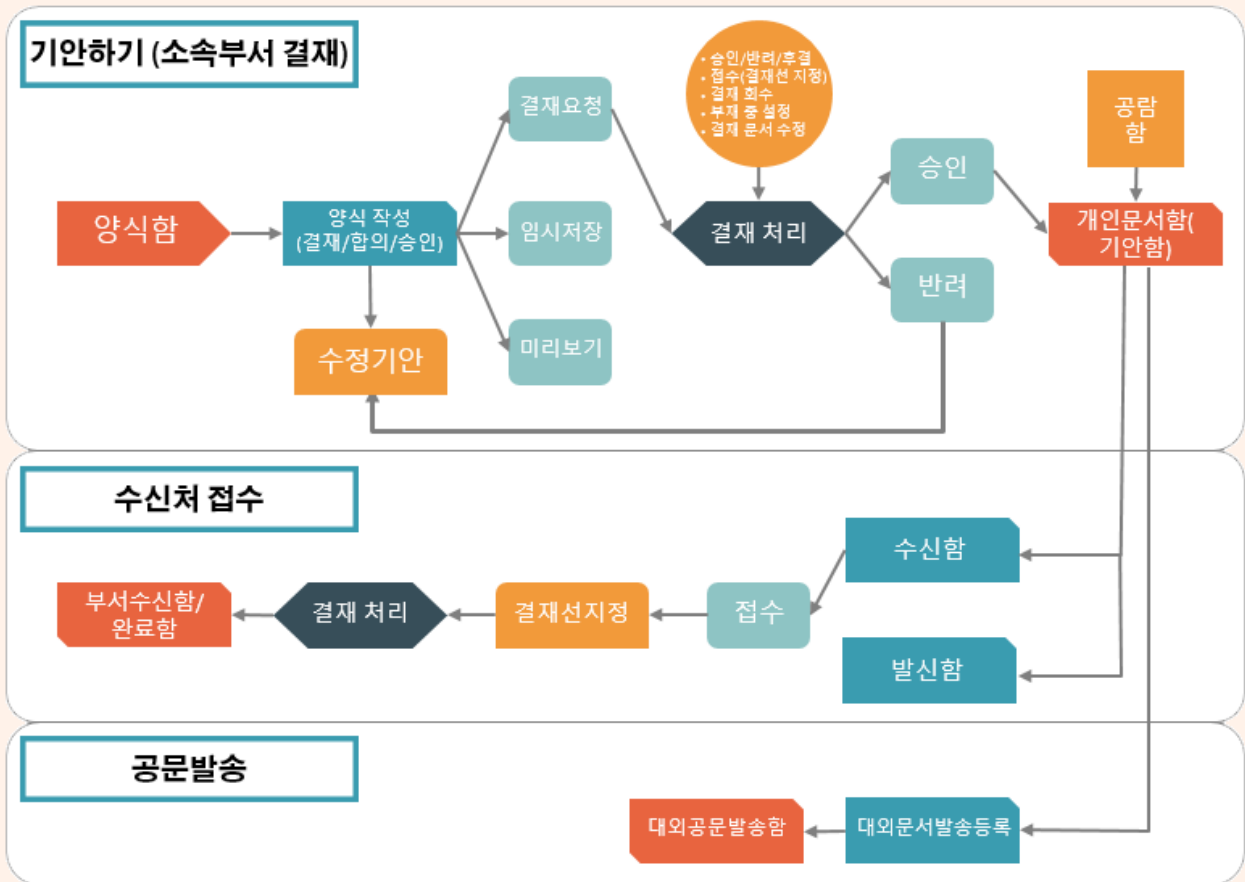 기안하기 (소속부서 결재)
• 승인/반려/후결
• 접수(결재선 지정)
• 결재 회수
• 부재 중 설정
• 결재 문서 수정
결재요청
공람
함
승인
양식함
양식 작성
(결재/합의/승인)
임시저장
결재 처리
개인문서함(
기안함)
반려
수정기안
미리보기
수신처 접수
수신함
부서수신함/
완료함
결재 처리
결재선지정
접수
발신함
공문발송
대외공문발송함
대외문서발송등록